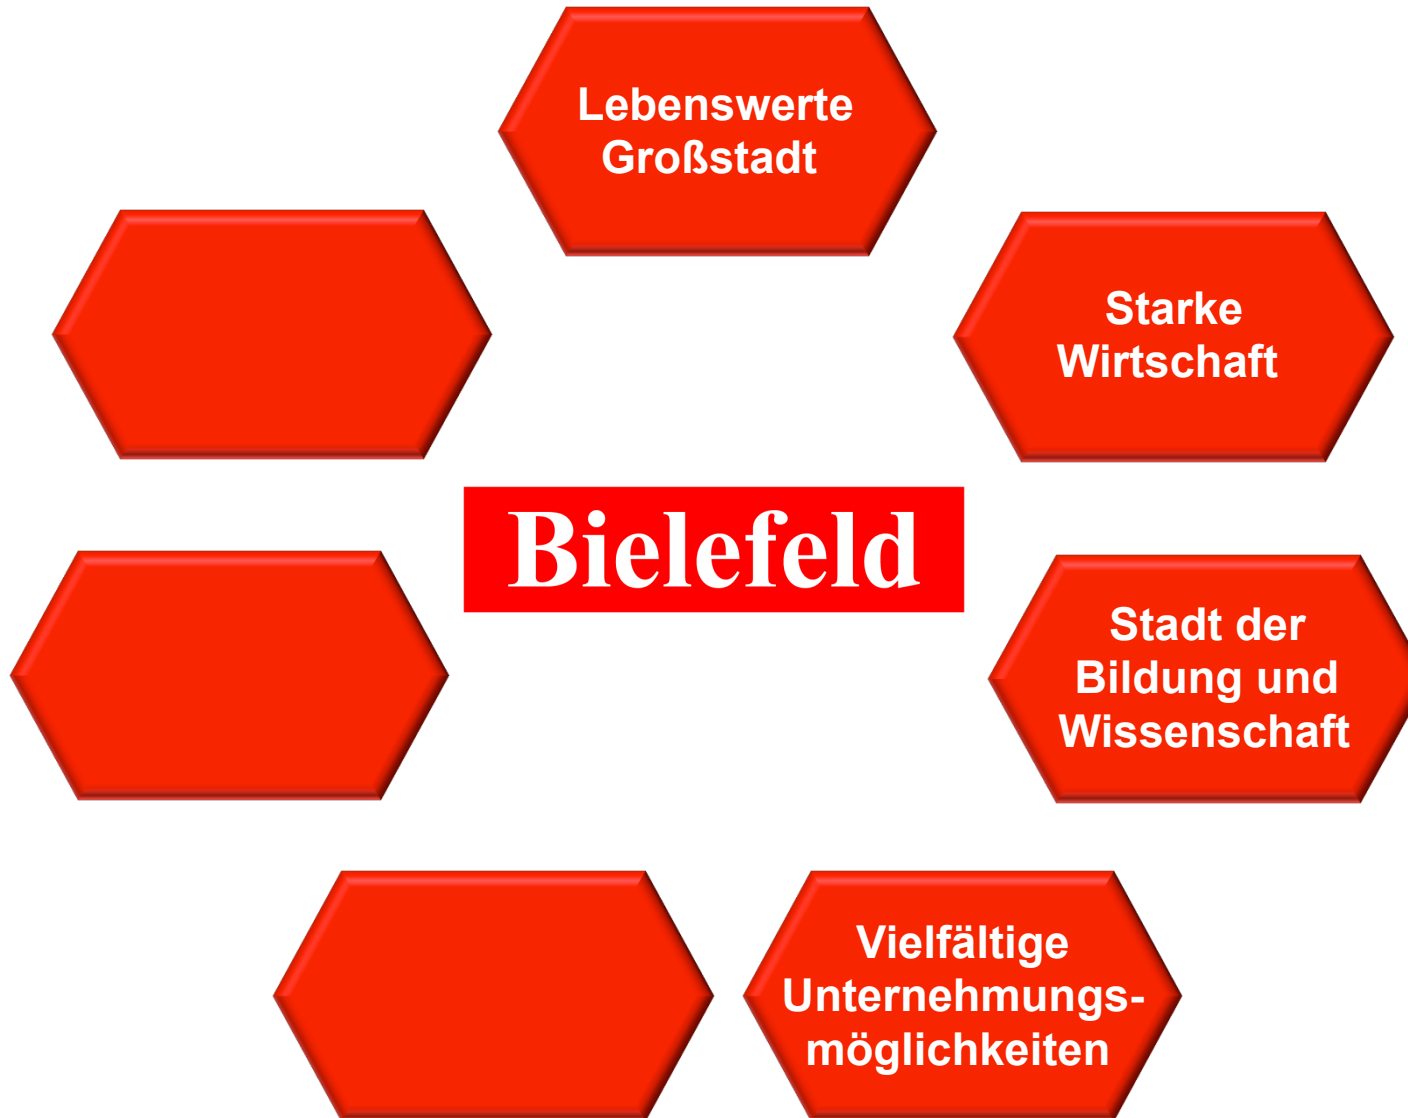 Lebenswerte
Großstadt
Starke
Wirtschaft
Bielefeld
Stadt der
Bildung und
Wissenschaft
Vielfältige
Unternehmungs-
möglichkeiten